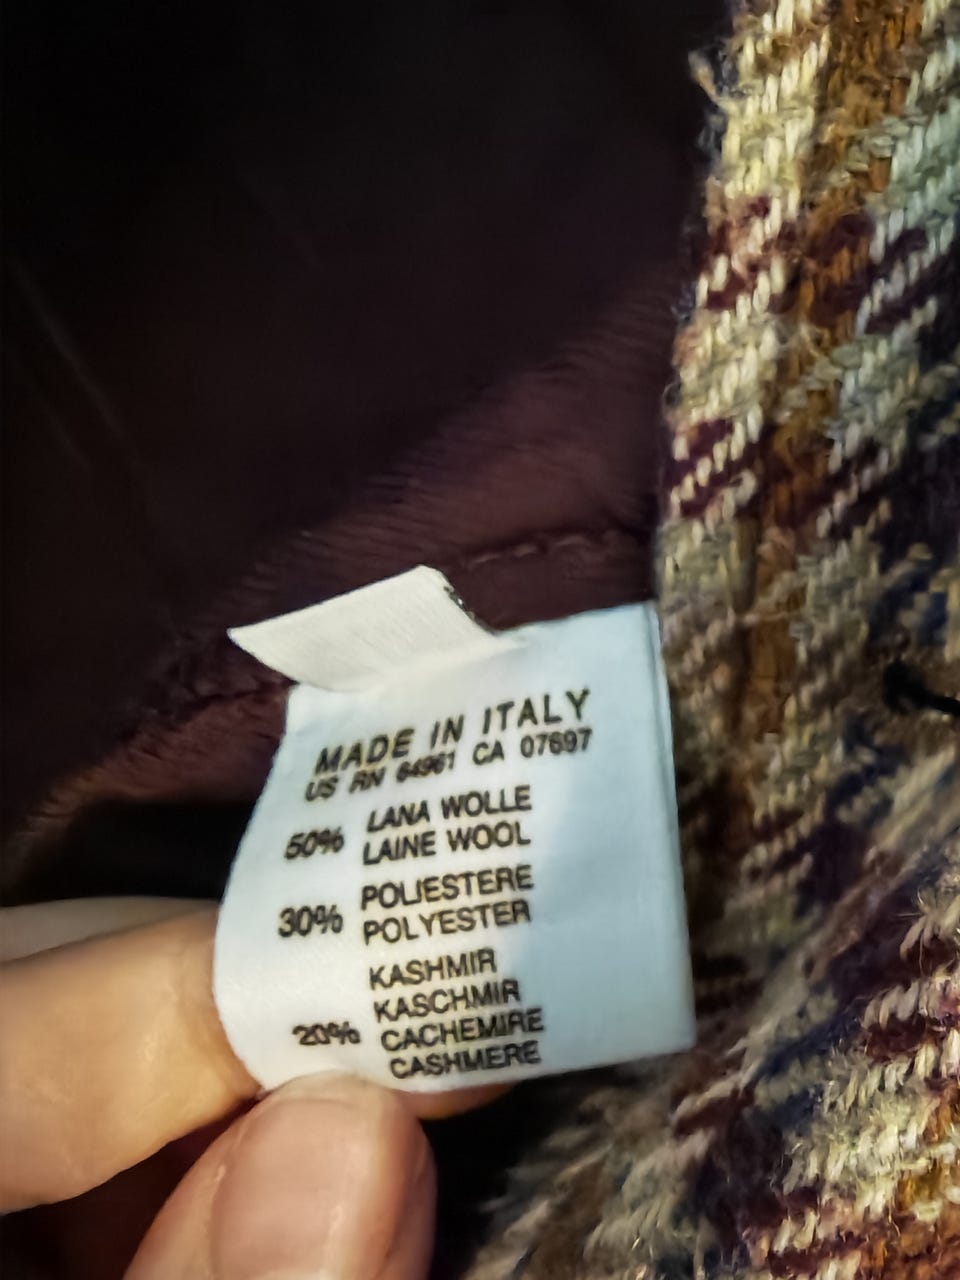 MADE IN ITALY
US RN 64961 CA 07697
50% LANA WOLLE
LAINE WOOL
30% POLIESTERE
POLYESTER
KASHMIR
KASCHMIR
20% CACHEMIRE
CASHMERE